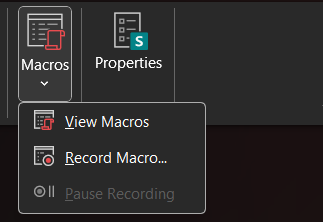 Macros
Properties
View Macros
Record Macro...
Pause Recording